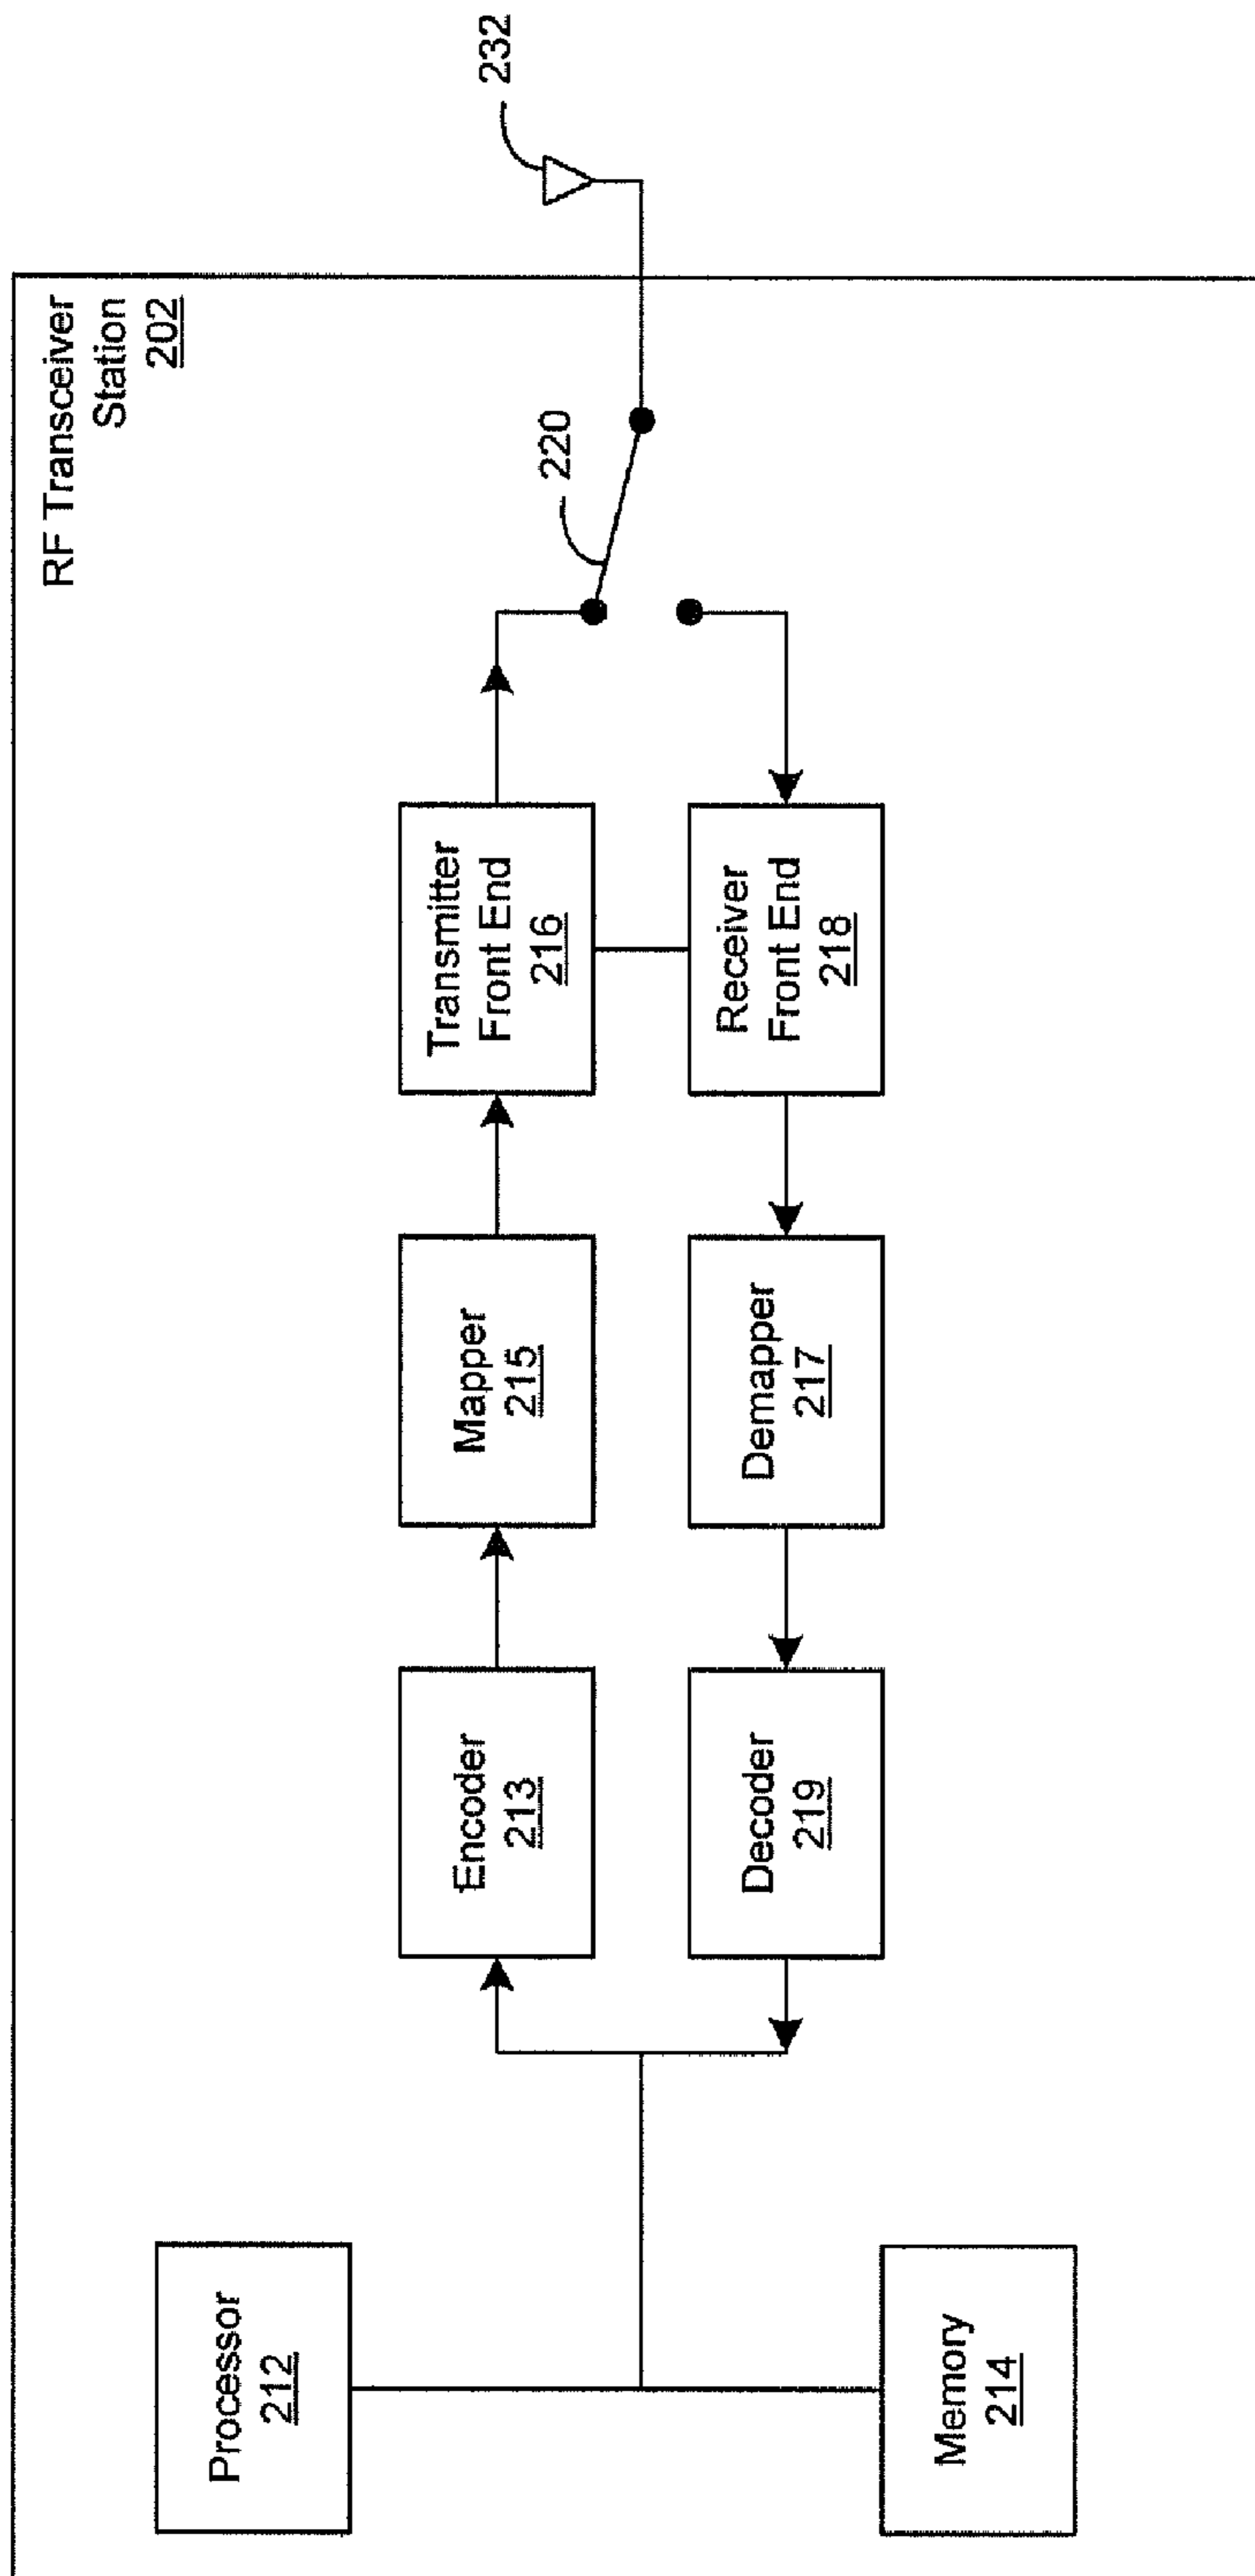 RF Transceiver
Station
202
232
220
Processor
212
Encoder
213
Mapper
215
Transmitter
Front End
216
Memory
214
Decoder
219
Demapper
217
Receiver
Front End
218